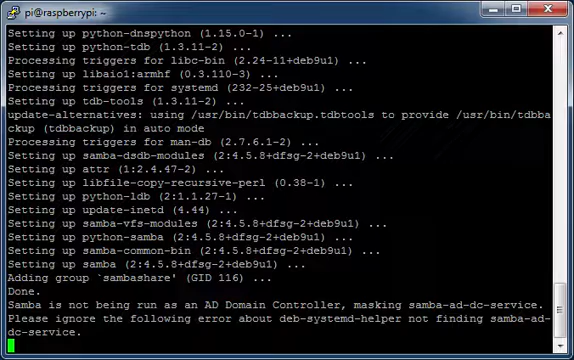 pi@raspberrypi: ~
Setting up python-dnspython (1.15.0-1) ...
Setting up python-tdb (1.3.11-2) ...
Processing triggers for libc-bin (2.24-11+deb9u1) ...
Setting up libaio1:armhf (0.3.110-3) ...
Processing triggers for systemd (232-25+deb9u1) ...
Setting up tdb-tools (1.3.11-2) ...
update-alternatives: using /usr/bin/tdbbackup.tdbtools to provide /usr/bin/tdbba
ckup (tdbbackup) in auto mode
Processing triggers for man-db (2.7.6.1-2) ...
Setting up samba-dsdb-modules (2:4.5.8+dfsg-2+deb9u1) ...
Setting up attr (1:2.4.47-2) ...
Setting up libfile-copy-recursive-perl (0.38-1) ...
Setting up python-ldb (2:1.1.27-1) ...
Setting up update-inetd (4.44) ...
Setting up samba-vfs-modules (2:4.5.8+dfsg-2+deb9u1) ...
Setting up python-samba (2:4.5.8+dfsg-2+deb9u1) ...
Setting up samba-common-bin (2:4.5.8+dfsg-2+deb9u1) ...
Setting up samba (2:4.5.8+dfsg-2+deb9u1) ...
Adding group `sambashare' (GID 116) ...
Done.
Samba is not being run as an AD Domain Controller, masking samba-ad-dc.service.
Please ignore the following error about deb-systemd-helper not finding samba-ad-
dc-service.